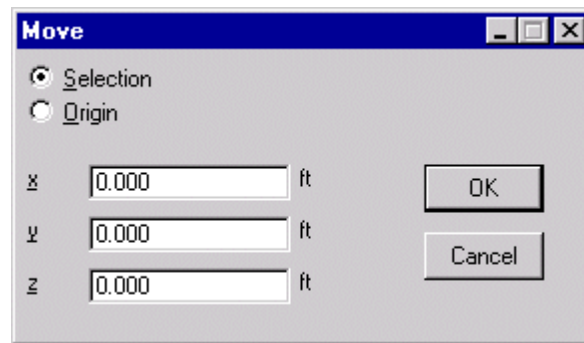 Move
Selection
Origin
x 0.000 ft
OK
y 0.000 ft
Cancel
z 0.000 ft